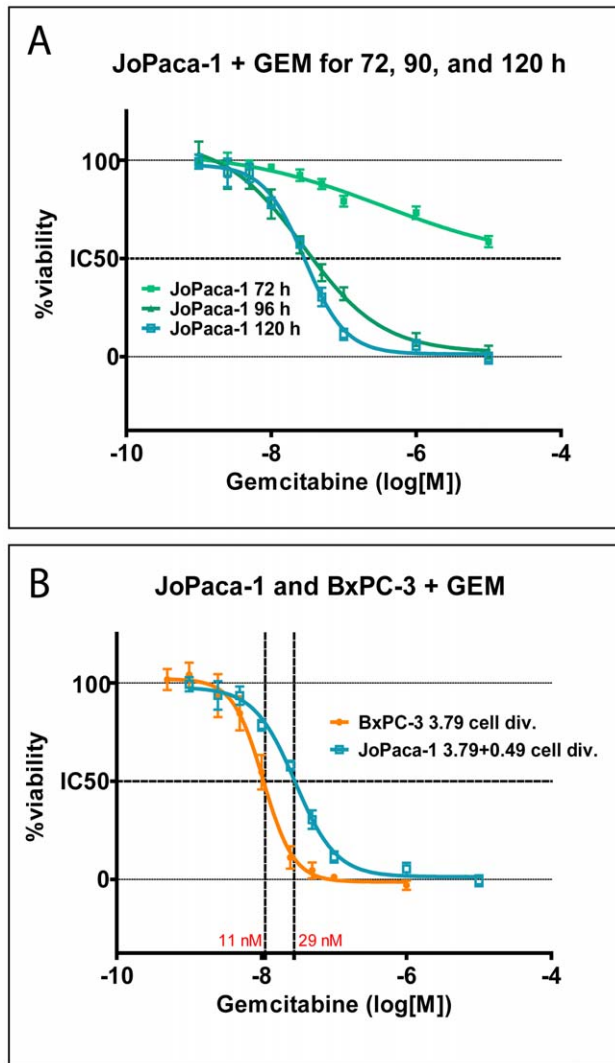 A
JoPaca-1 + GEM for 72, 90, and 120 h
100
IC50
0
%viability
JoPaca-1 72 h
JoPaca-1 96 h
JoPaca-1 120 h
-10
-8
-6
-4
Gemcitabine (log[M])
B
JoPaca-1 and BxPC-3 + GEM
100
IC50
0
%viability
BxPC-3 3.79 cell div.
JoPaca-1 3.79+0.49 cell div.
11 nM
29 nM
-10
-8
-6
-4
Gemcitabine (log[M])